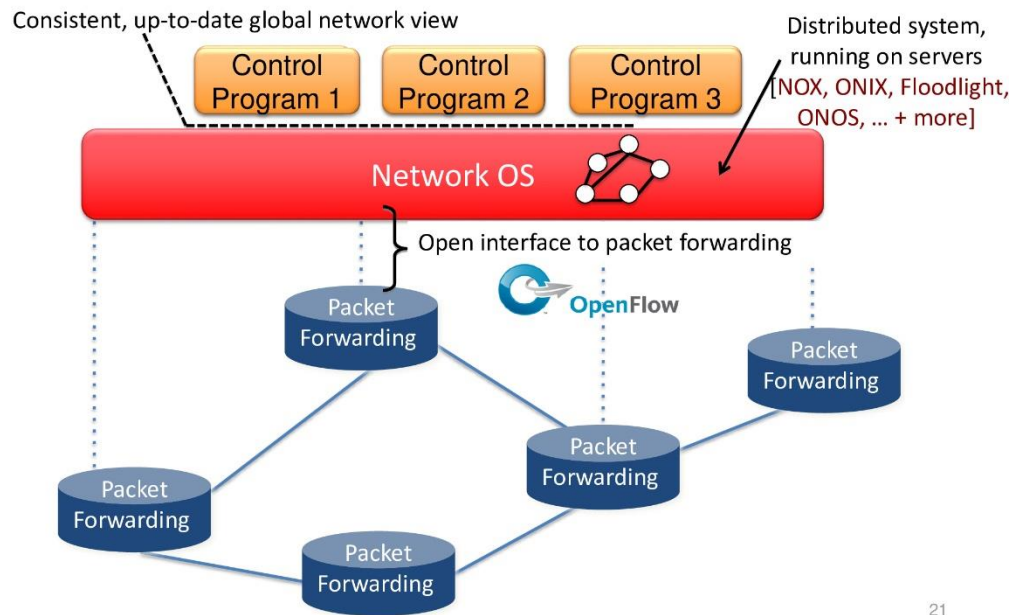 Consistent, up-to-date global network view
Distributed system,
running on servers
[NOX, ONIX, Floodlight,
ONOS, ... + more]
Control
Program 1
Control
Program 2
Control
Program 3
Network OS
Open interface to packet forwarding
OpenFlow
Packet
Forwarding
Packet
Forwarding
Packet
Forwarding
Packet
Forwarding
Packet
Forwarding
21